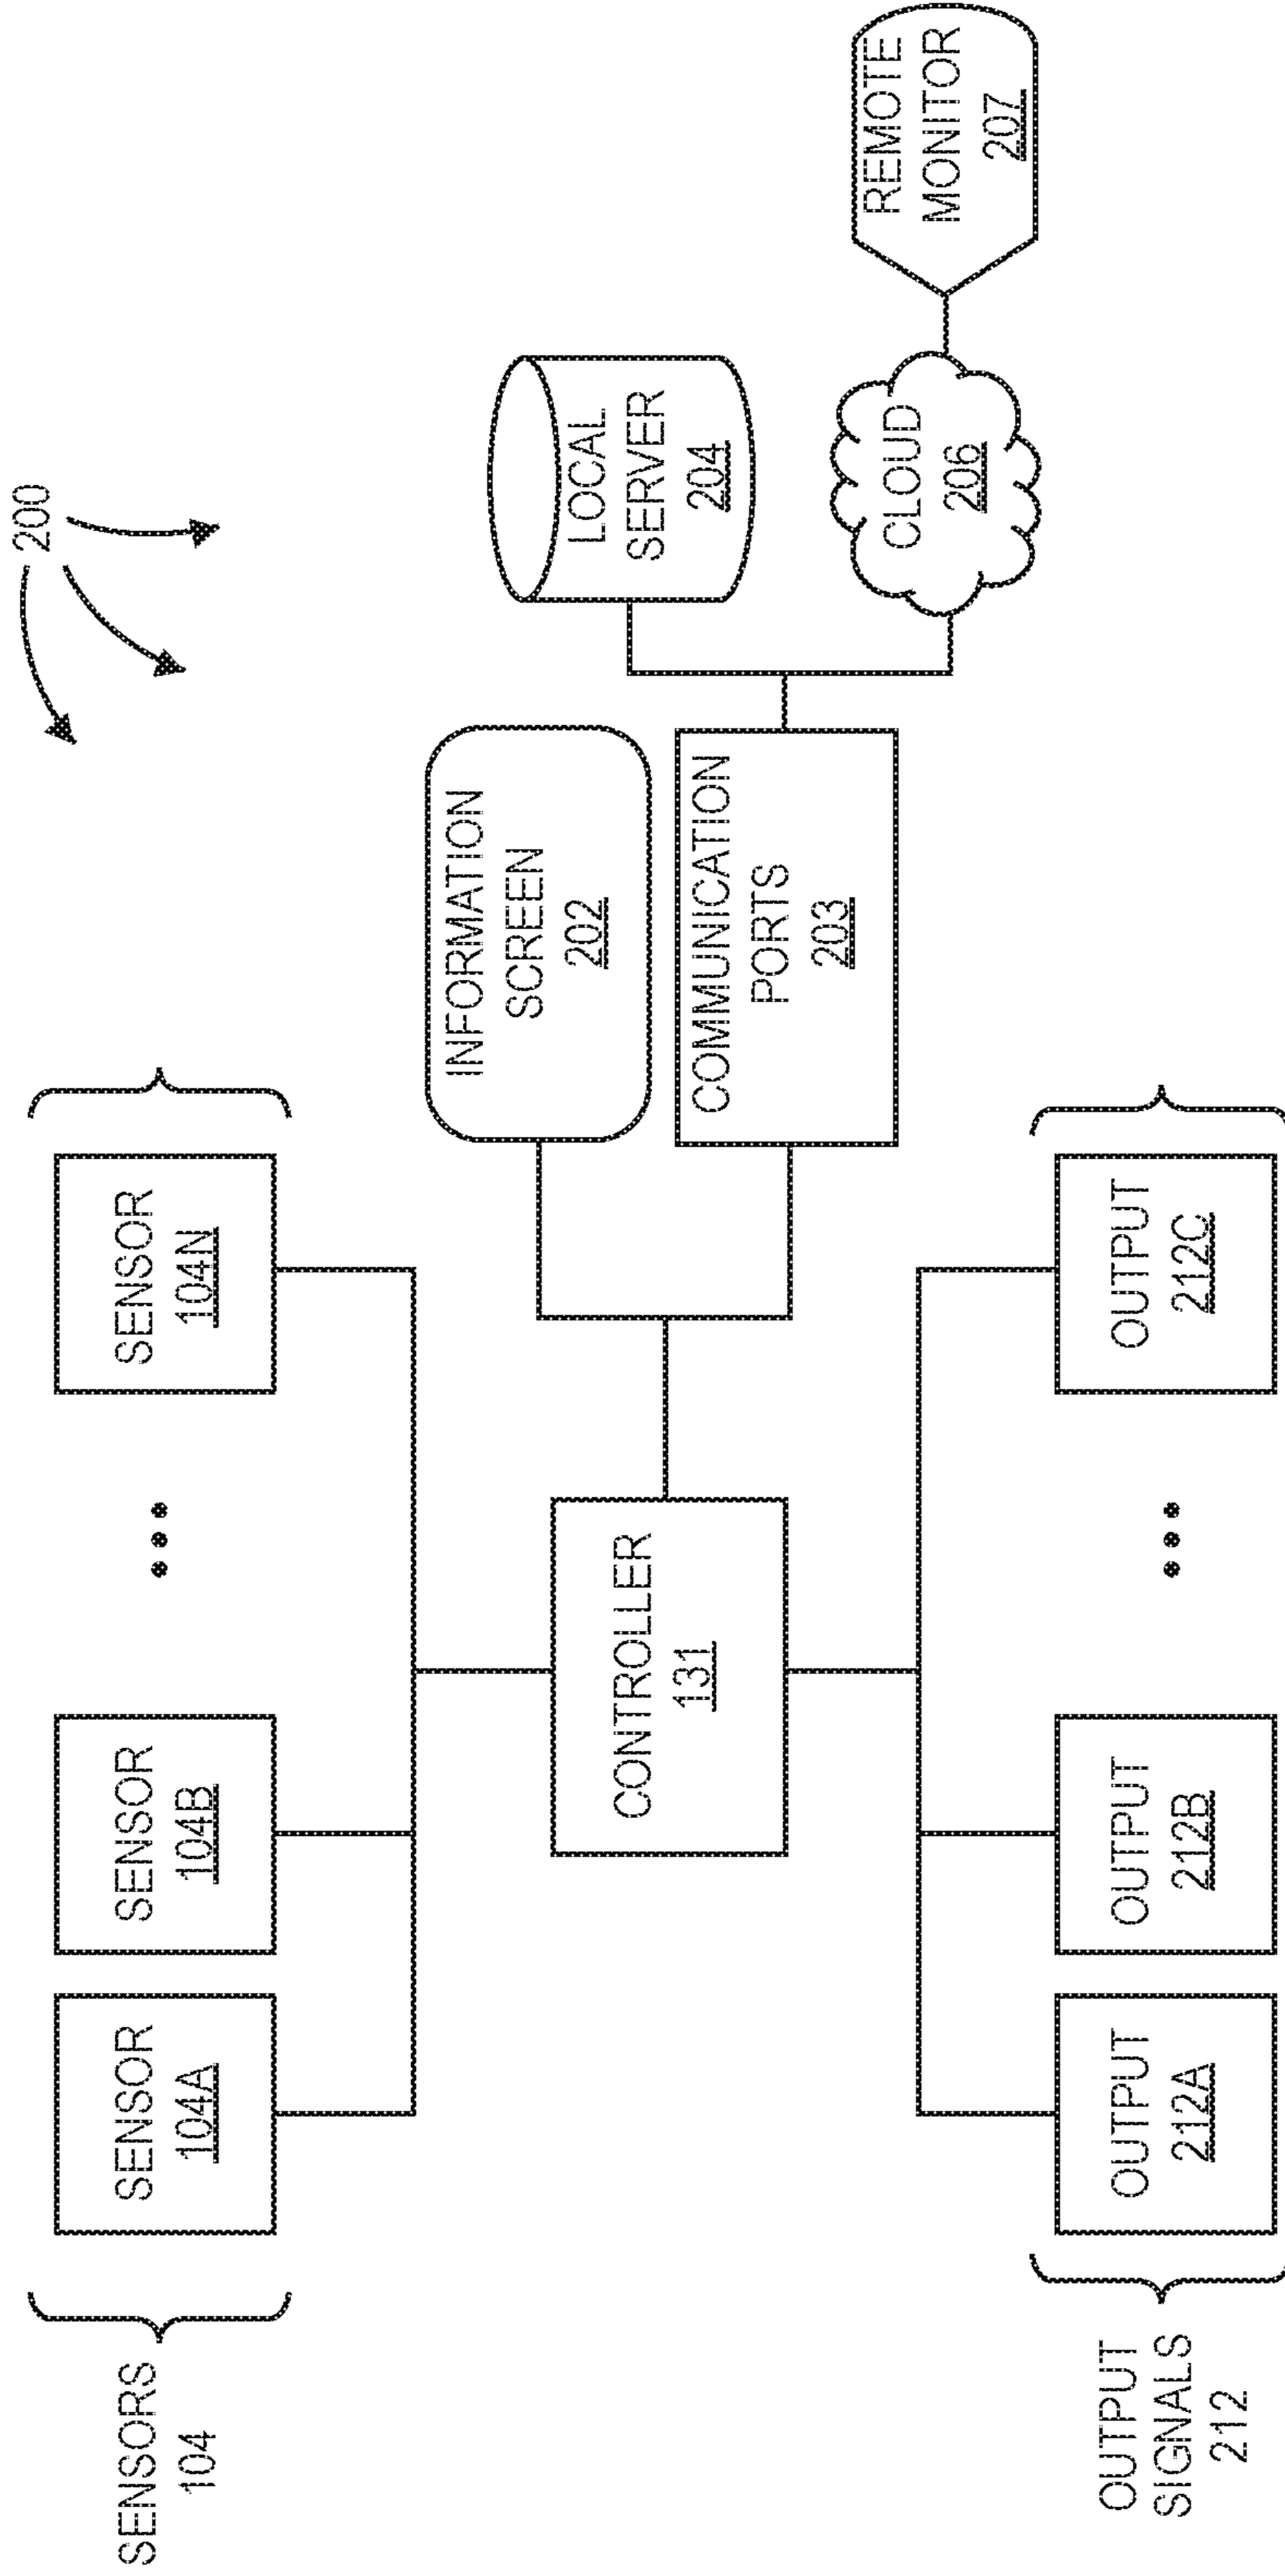 200
SENSORS
104
SENSOR
104A
SENSOR
104B
SENSOR
104N
CONTROLLER
131
INFORMATION
SCREEN
202
COMMUNICATION
PORTS
203
LOCAL
SERVER
204
CLOUD
206
REMOTE
MONITOR
207
OUTPUT
SIGNALS
212
OUTPUT
212A
OUTPUT
212B
OUTPUT
212C